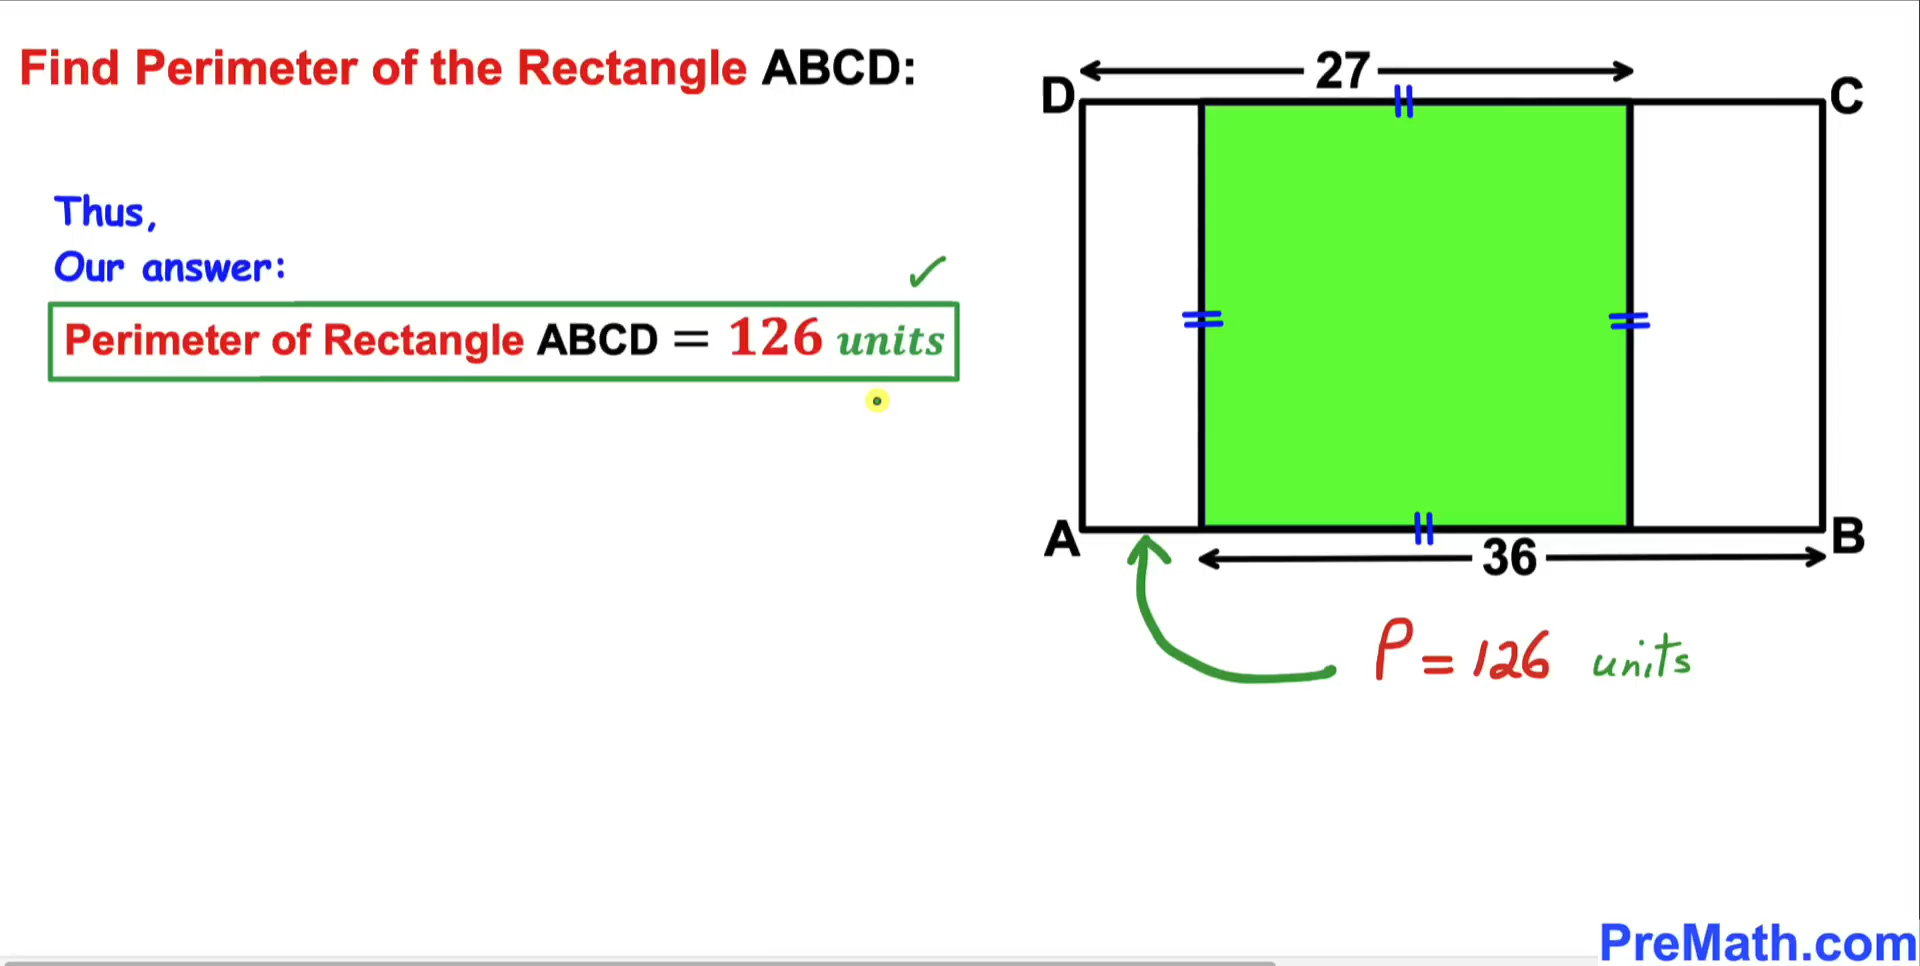 Find Perimeter of the Rectangle ABCD:
27
D
C
Thus,
Our answer:
Perimeter of Rectangle ABCD = 126 units
A
B
36
P = 126 units
PreMath.com